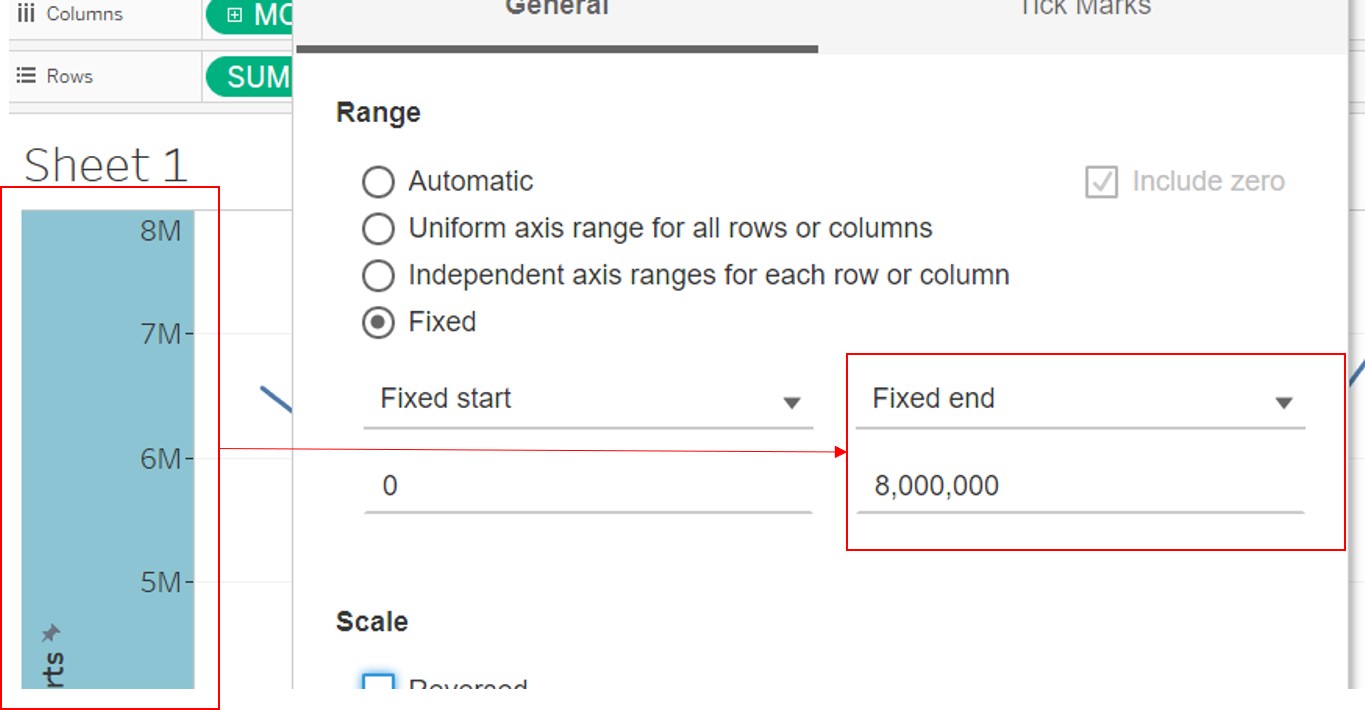 Columns
MO
General
Tick Marks
Rows
SUM
Range
Sheet 1
Automatic
Include zero
Uniform axis range for all rows or columns
Independent axis ranges for each row or column
Fixed
8M
7M
6M
5M
rts
Fixed start
Fixed end
0
8,000,000
Scale
Reversed